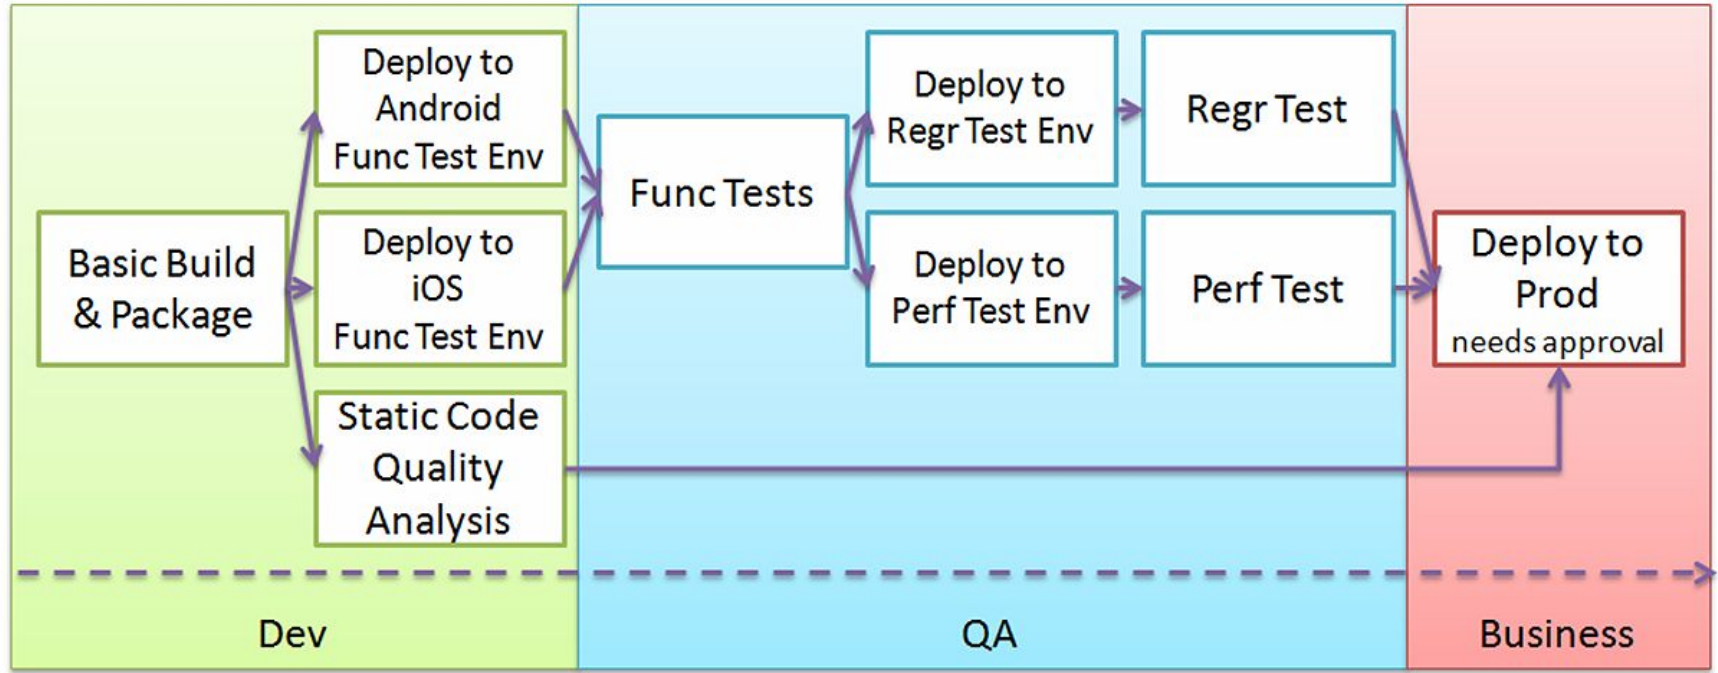 Basic Build
& Package
Deploy to
Android
Func Test Env
Deploy to
iOS
Func Test Env
Static Code
Quality
Analysis
Func Tests
Deploy to
Regr Test Env
Regr Test
Deploy to
Perf Test Env
Perf Test
Deploy to
Prod
needs approval
Dev
QA
Business